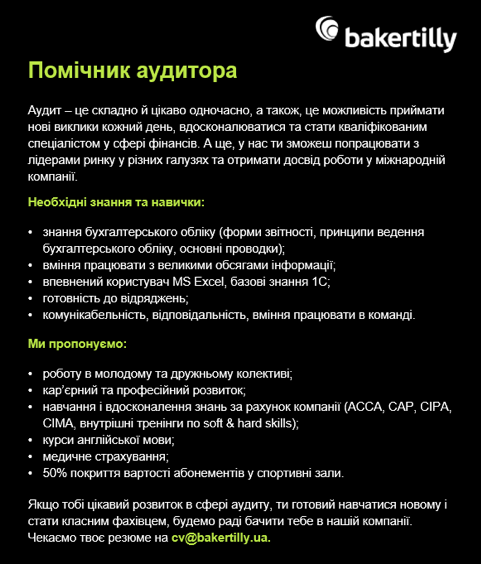 bakertilly
Помічник аудитора
Аудит – це складно й цікаво одночасно, а також, це можливість приймати
нові виклики кожний день, вдосконалюватися та стати кваліфікованим
спеціалістом у сфері фінансів. А ще, у нас ти зможеш попрацювати з
лідерами ринку у різних галузях та отримати досвід роботи у міжнародній
компанії.
Необхідні знання та навички:
• знання бухгалтерського обліку (форми звітності, принципи ведення
бухгалтерського обліку, основні проводки);
• вміння працювати з великими обсягами інформації;
• впевнений користувач MS Excel, базові знання 1С;
• готовність до відряджень;
• комунікабельність, відповідальність, вміння працювати в команді.
Ми пропонуємо:
• роботу в молодому та дружньому колективі;
• кар’єрний та професійний розвиток;
• навчання і вдосконалення знань за рахунок компанії (ACCA, CAP, CIPA,
CIMA, внутрішні тренінги по soft & hard skills);
• курси англійської мови;
• медичне страхування;
• 50% покриття вартості абонементів у спортивні зали.
Якщо тобі цікавий розвиток в сфері аудиту, ти готовий навчатися новому і
стати класним фахівцем, будемо раді бачити тебе в нашій компанії.
Чекаємо твоє резюме на cv@bakertilly.ua.